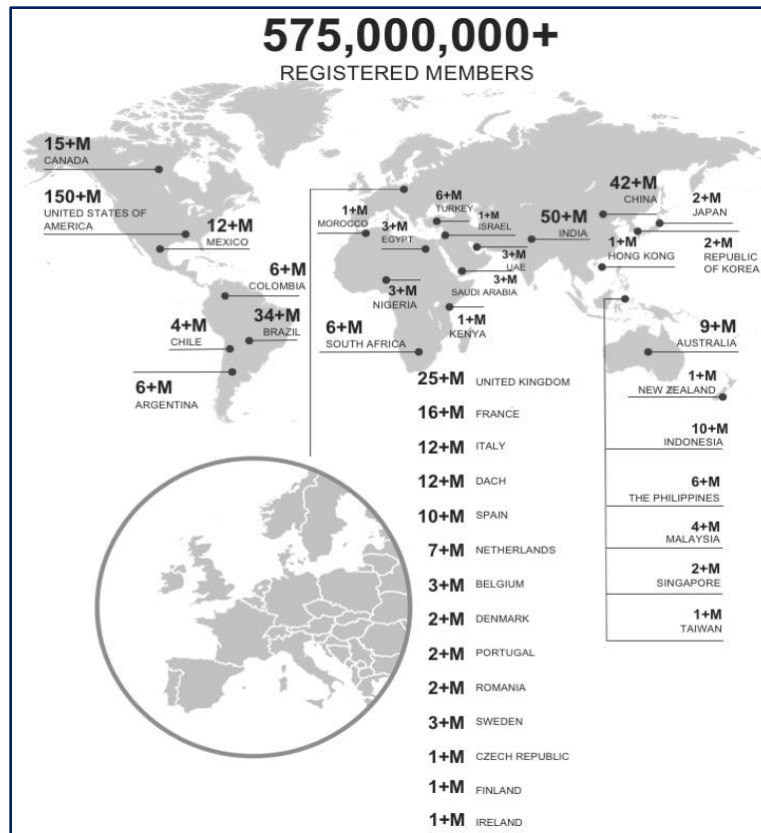 575,000,000+
REGISTERED MEMBERS
15+M
CANADA
150+M
UNITED STATES OF
AMERICA
12+M
MEXICO
6+M
COLOMBIA
34+M
BRAZIL
4+M
CHILE
6+M
ARGENTINA
1+M
MOROCCO
6+M
TURKEY
3+M
EGYPT
1+M
ISRAEL
3+M
UAE
3+M
SAUDI ARABIA
3+M
NIGERIA
1+M
KENYA
6+M
SOUTH AFRICA
50+M
INDIA
42+M
CHINA
2+M
JAPAN
2+M
REPUBLIC
OF KOREA
1+M
HONG KONG
9+M
AUSTRALIA
1+M
NEW ZEALAND
10+M
INDONESIA
6+M
THE PHILIPPINES
4+M
MALAYSIA
2+M
SINGAPORE
1+M
TAIWAN
25+M UNITED KINGDOM
16+M FRANCE
12+M ITALY
12+M DACH
10+M SPAIN
7+M NETHERLANDS
3+M BELGIUM
2+M DENMARK
2+M PORTUGAL
2+M ROMANIA
3+M SWEDEN
1+M CZECH REPUBLIC
1+M FINLAND
1+M IRELAND